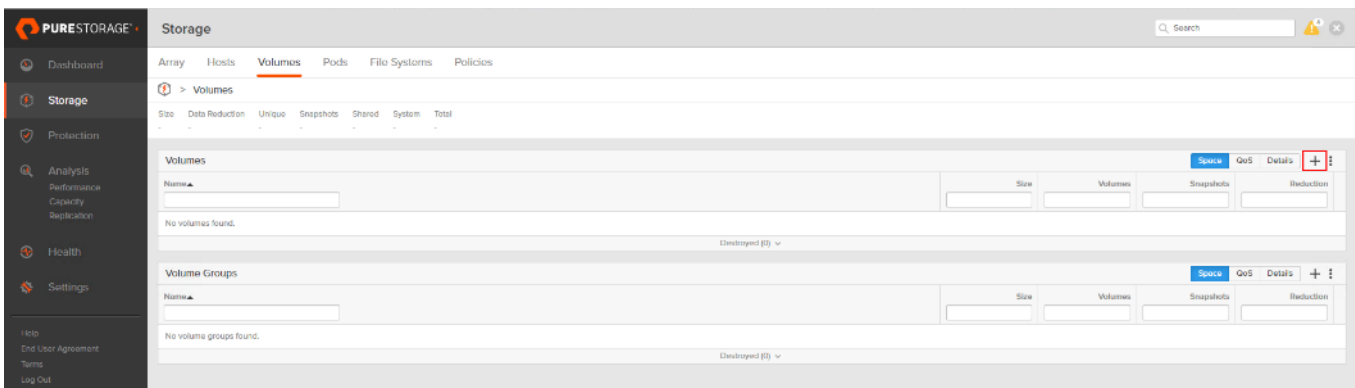 PURESTORAGE®
Storage
Search
4
Dashboard
Storage
Protection
Analysis
Performance
Capacity
Replication
Health
Settings
Help
End User Agreement
Terms
Log Out
Array Hosts Volumes Pods File Systems Policies
> Volumes
Size Data Reduction Unique Snapshots Shared System Total
- - - - - - -
Volumes Space QoS Details
Name▲ Size Volumes Snapshots Reduction
No volumes found.
Destroyed (0)
Volume Groups Space QoS Details
Name▲ Size Volumes Snapshots Reduction
No volume groups found.
Destroyed (0)